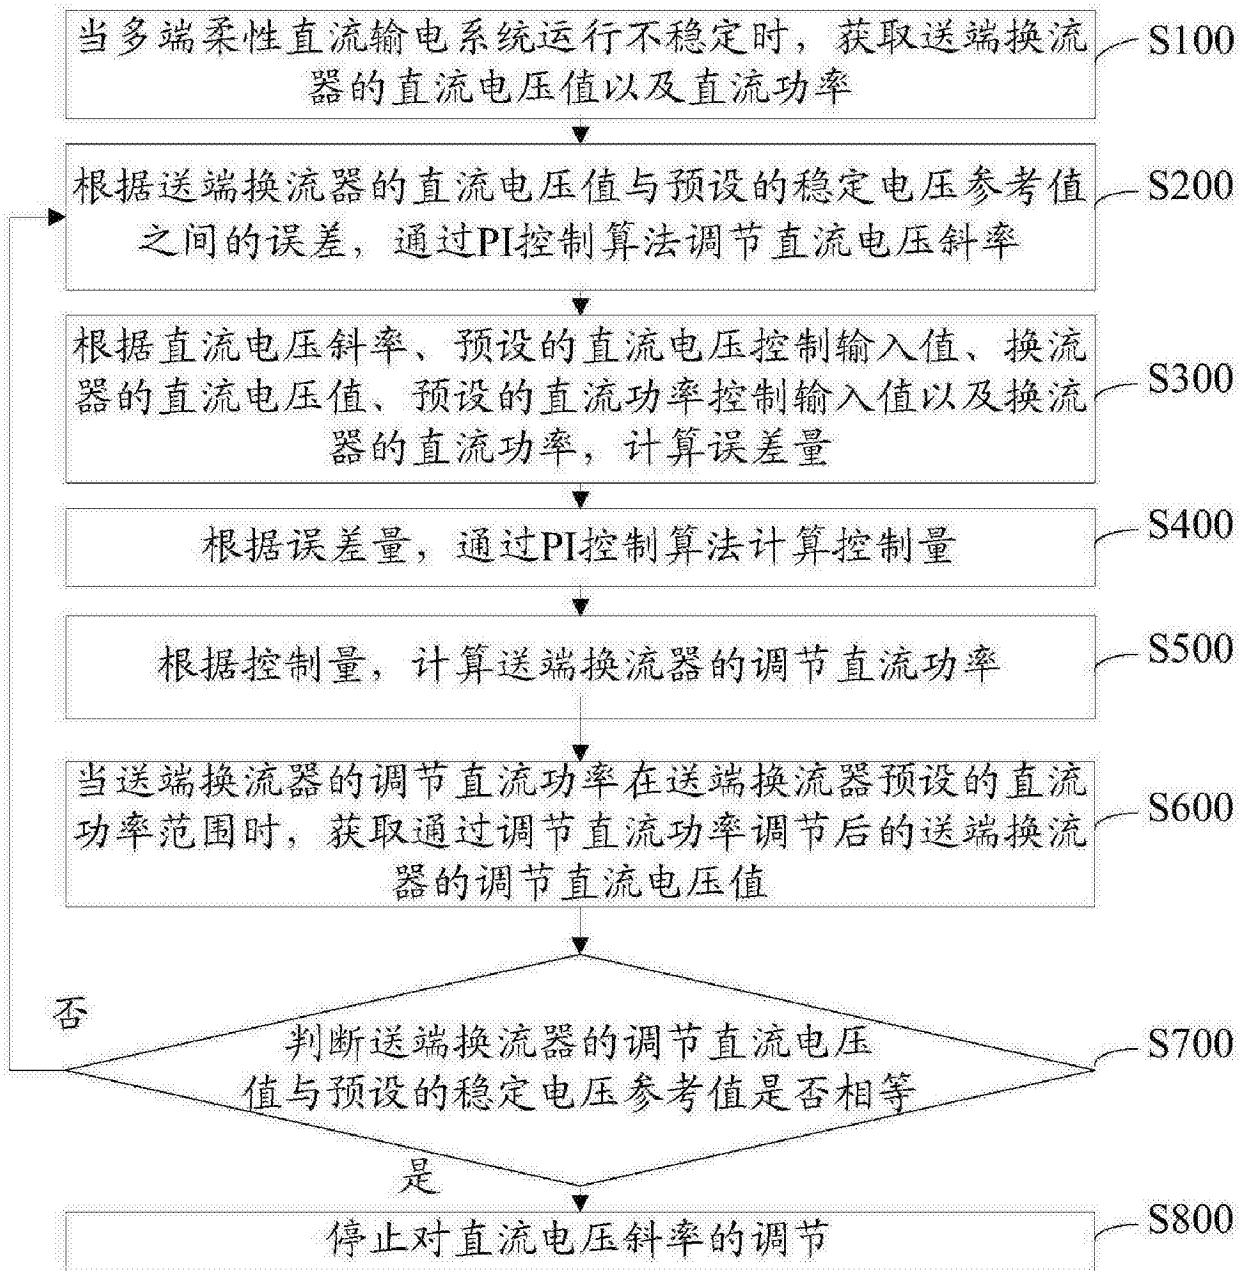 当多端柔性直流输电系统运行不稳定时，获取送端换流
器的直流电压值以及直流功率
S100
根据送端换流器的直流电压值与预设的稳定电压参考值
之间的误差，通过PI控制算法调节直流电压斜率
S200
根据直流电压斜率、预设的直流电压控制输入值、换流
器的直流电压值、预设的直流功率控制输入值以及换流
器的直流功率，计算误差量
S300
根据误差量，通过PI控制算法计算控制量
S400
根据控制量，计算送端换流器的调节直流功率
S500
当送端换流器的调节直流功率在送端换流器预设的直流
功率范围时，获取通过调节直流功率调节后的送端换流
器的调节直流电压值
S600
否
判断送端换流器的调节直流电压
值与预设的稳定电压参考值是否相等
S700
是
停止对直流电压斜率的调节
S800